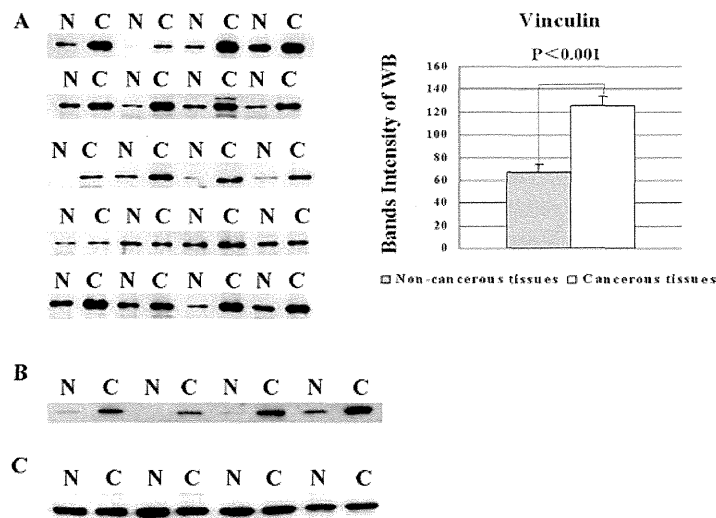 A
N C N C N C N C
N C N C N C N C
N C N C N C N C
N C N C N C N C
N C N C N C N C
Vinculin
P<0.001
Bands Intensity of WB
160
140
120
100
80
60
40
20
0
Non-cancerous tissues Cancerous tissues
B
N C N C N C N C
C
N C N C N C N C